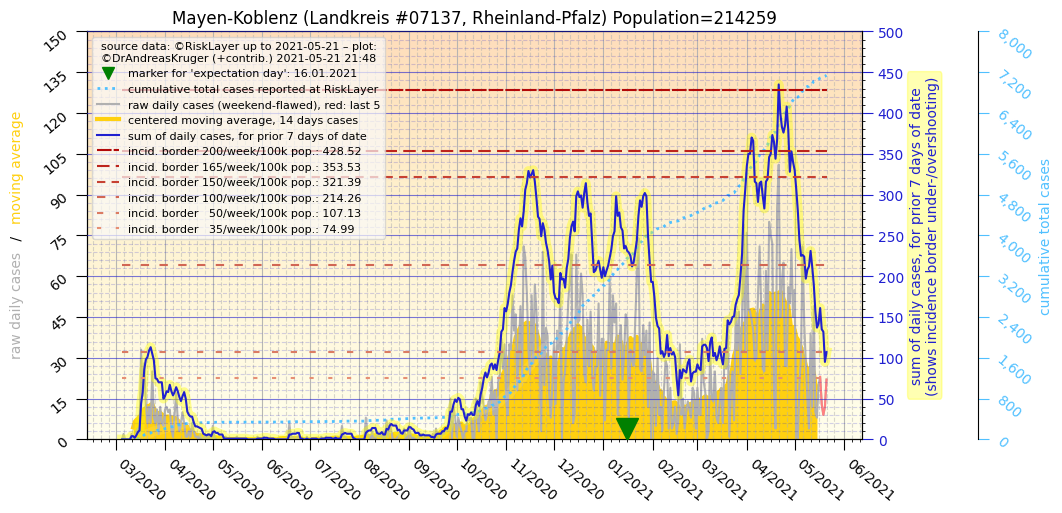 Mayen-Koblenz (Landkreis #07137, Rheinland-Pfalz) Population=214259
source data: ©RiskLayer up to 2021-05-21 – plot:
©DrAndreasKruger (+contrib.) 2021-05-21 21:48
marker for 'expectation day': 16.01.2021
cumulative total cases reported at RiskLayer
raw daily cases (weekend-flawed), red: last 5
centered moving average, 14 days cases
sum of daily cases, for prior 7 days of date
incid. border 200/week/100k pop.: 428.52
incid. border 165/week/100k pop.: 353.53
incid. border 150/week/100k pop.: 321.39
incid. border 100/week/100k pop.: 214.26
incid. border 50/week/100k pop.: 107.13
incid. border 35/week/100k pop.: 74.99
raw daily cases / moving average
150
135
120
105
90
75
60
45
30
15
0
03/2020
04/2020
05/2020
06/2020
07/2020
08/2020
09/2020
10/2020
11/2020
12/2020
01/2021
02/2021
03/2021
04/2021
05/2021
06/2021
500
450
400
350
300
250
200
150
100
50
0
sum of daily cases, for prior 7 days of date
(shows incidence border under-/overshooting)
8,000
7,200
6,400
5,600
4,800
4,000
3,200
2,400
1,600
800
0
cumulative total cases